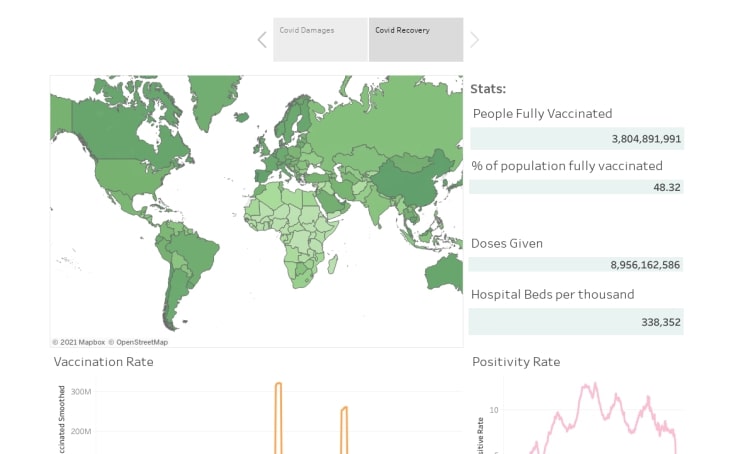 Covid Damages
Covid Recovery
Stats:
People Fully Vaccinated
3,804,891,991
% of population fully vaccinated
48.32
Doses Given
8,956,162,586
Hospital Beds per thousand
338,352
© 2021 Mapbox © OpenStreetMap
Vaccination Rate
ccinated Smoothed
300M
200M
Positivity Rate
sitive Rate
10